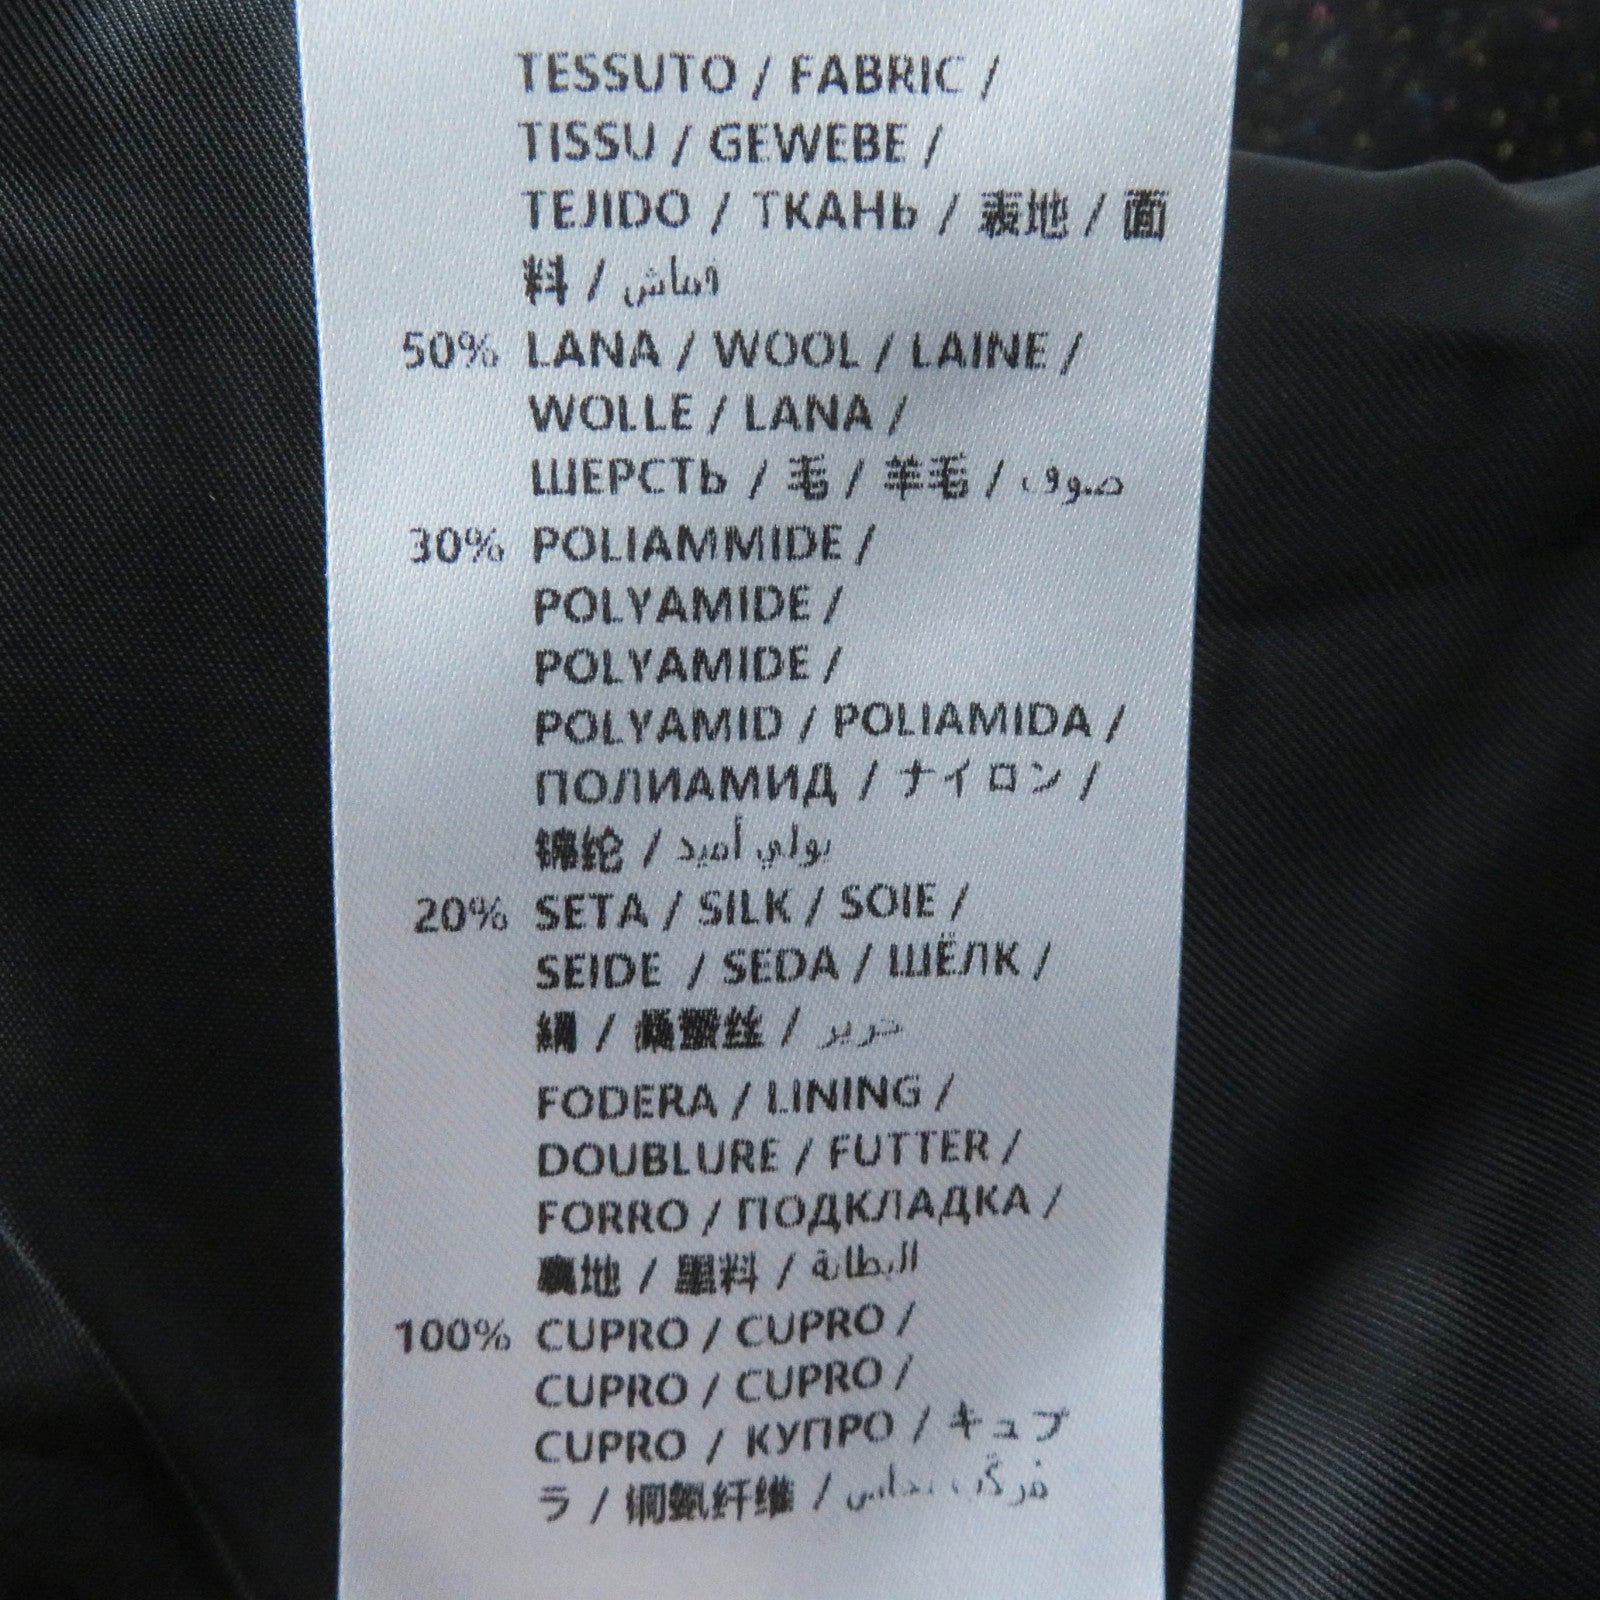 TESSUTO / FABRIC /
TISSU / GEWEBE /
TEJIDO / ТКАНЬ / 表地 / 面
料 / قماش
50% LANA / WOOL / LAINE /
WOLLE / LANA /
ШЕРСТЬ / 毛 / 羊毛 / صوف
30% POLIAMMIDE /
POLYAMIDE /
POLYAMIDE /
POLYAMID / POLIAMIDA /
ПОЛИАМИД / ナイロン /
锦纶 / بولي أميد
20% SETA / SILK / SOIE /
SEIDE / SEDA / ШЁЛК /
絹 / 桑蚕丝 / حرير
FODERA / LINING /
DOUBLURE / FUTTER /
FORRO / ПОДКЛАДКА /
裏地 / 里料 / البطانة
100% CUPRO / CUPRO /
CUPRO / CUPRO /
CUPRO / КУПРО / キュプ
ラ / 铜氨纤维 /